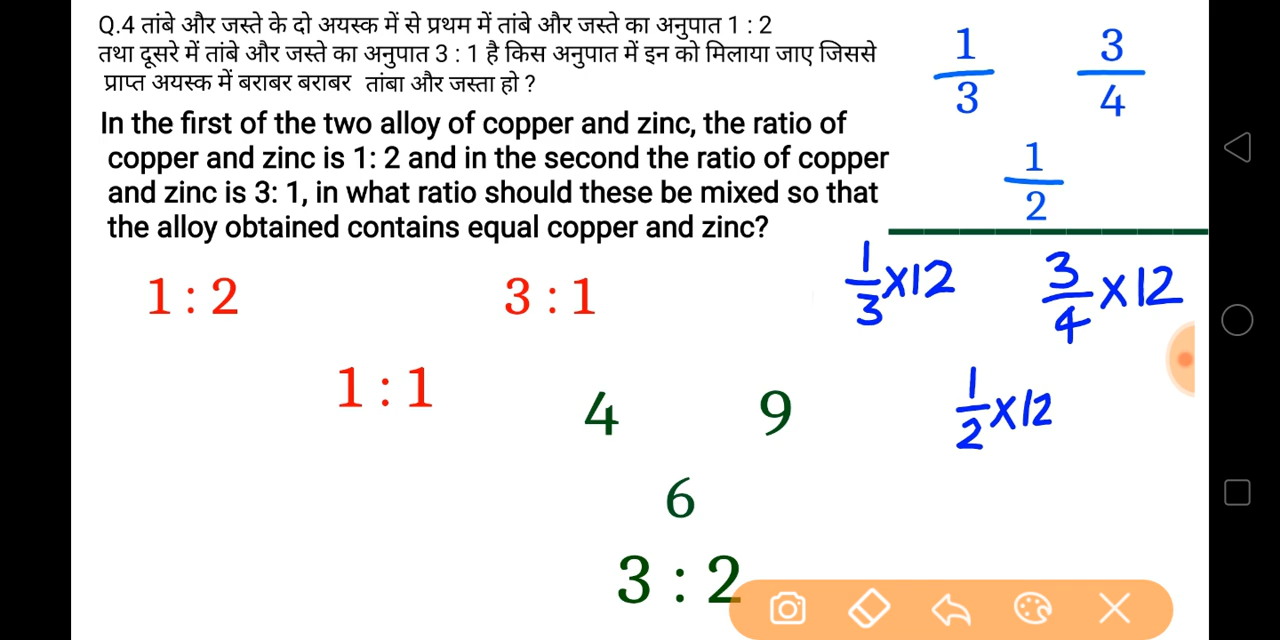 Q.4 तांबे और जस्ते के दो अयस्क में से प्रथम में तांबे और जस्ते का अनुपात 1 : 2
तथा दूसरे में तांबे और जस्ते का अनुपात 3 : 1 है किस अनुपात में इन को मिलाया जाए जिससे
प्राप्त अयस्क में बराबर बराबर तांबा और जस्ता हो ?
In the first of the two alloy of copper and zinc, the ratio of
copper and zinc is 1: 2 and in the second the ratio of copper
and zinc is 3: 1, in what ratio should these be mixed so that
the alloy obtained contains equal copper and zinc?
1/3 3/4
1/2
1 : 2 3 : 1
1 : 1
1/3 x 12 3/4 x 12
1/2 x 12
4 9
6
3 : 2